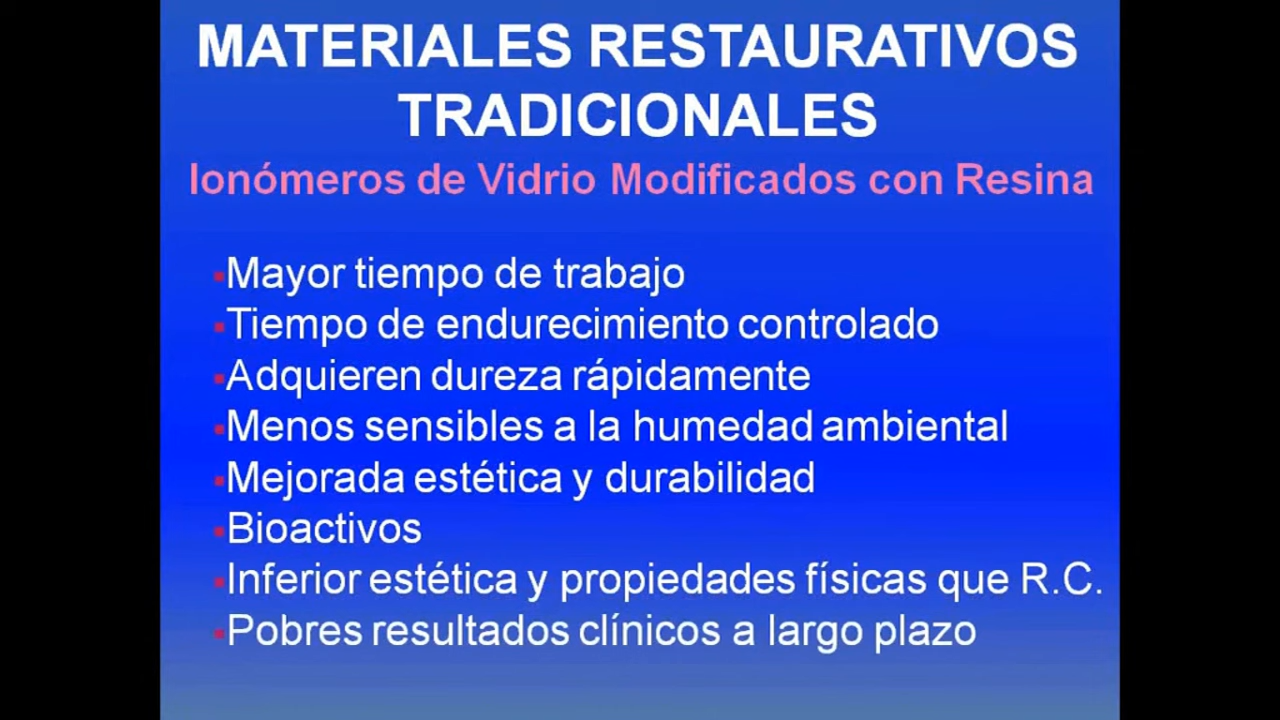 MATERIALES RESTAURATIVOS
TRADICIONALES
Ionómeros de Vidrio Modificados con Resina
▪Mayor tiempo de trabajo
▪Tiempo de endurecimiento controlado
▪Adquieren dureza rápidamente
▪Menos sensibles a la humedad ambiental
▪Mejorada estética y durabilidad
▪Bioactivos
▪Inferior estética y propiedades físicas que R.C.
▪Pobres resultados clínicos a largo plazo